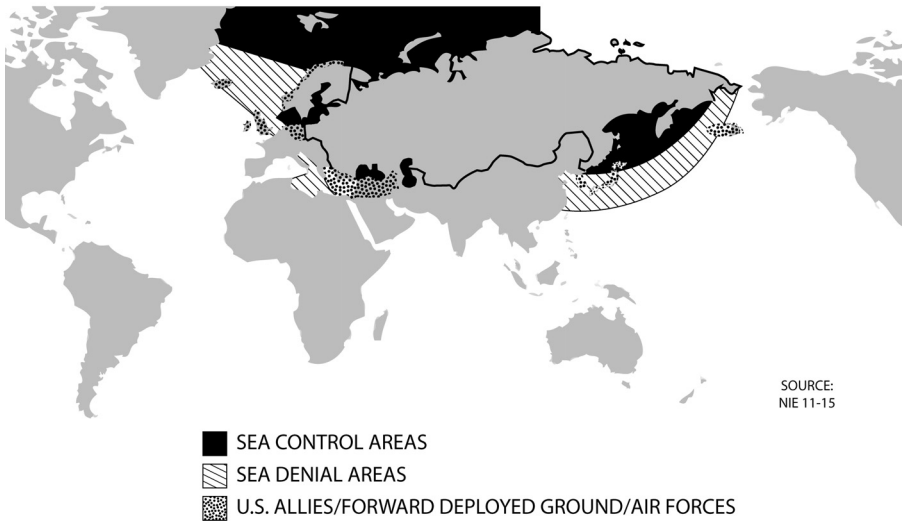 SOURCE:
NIE 11-15
SEA CONTROL AREAS
SEA DENIAL AREAS
U.S. ALLIES/FORWARD DEPLOYED GROUND/AIR FORCES